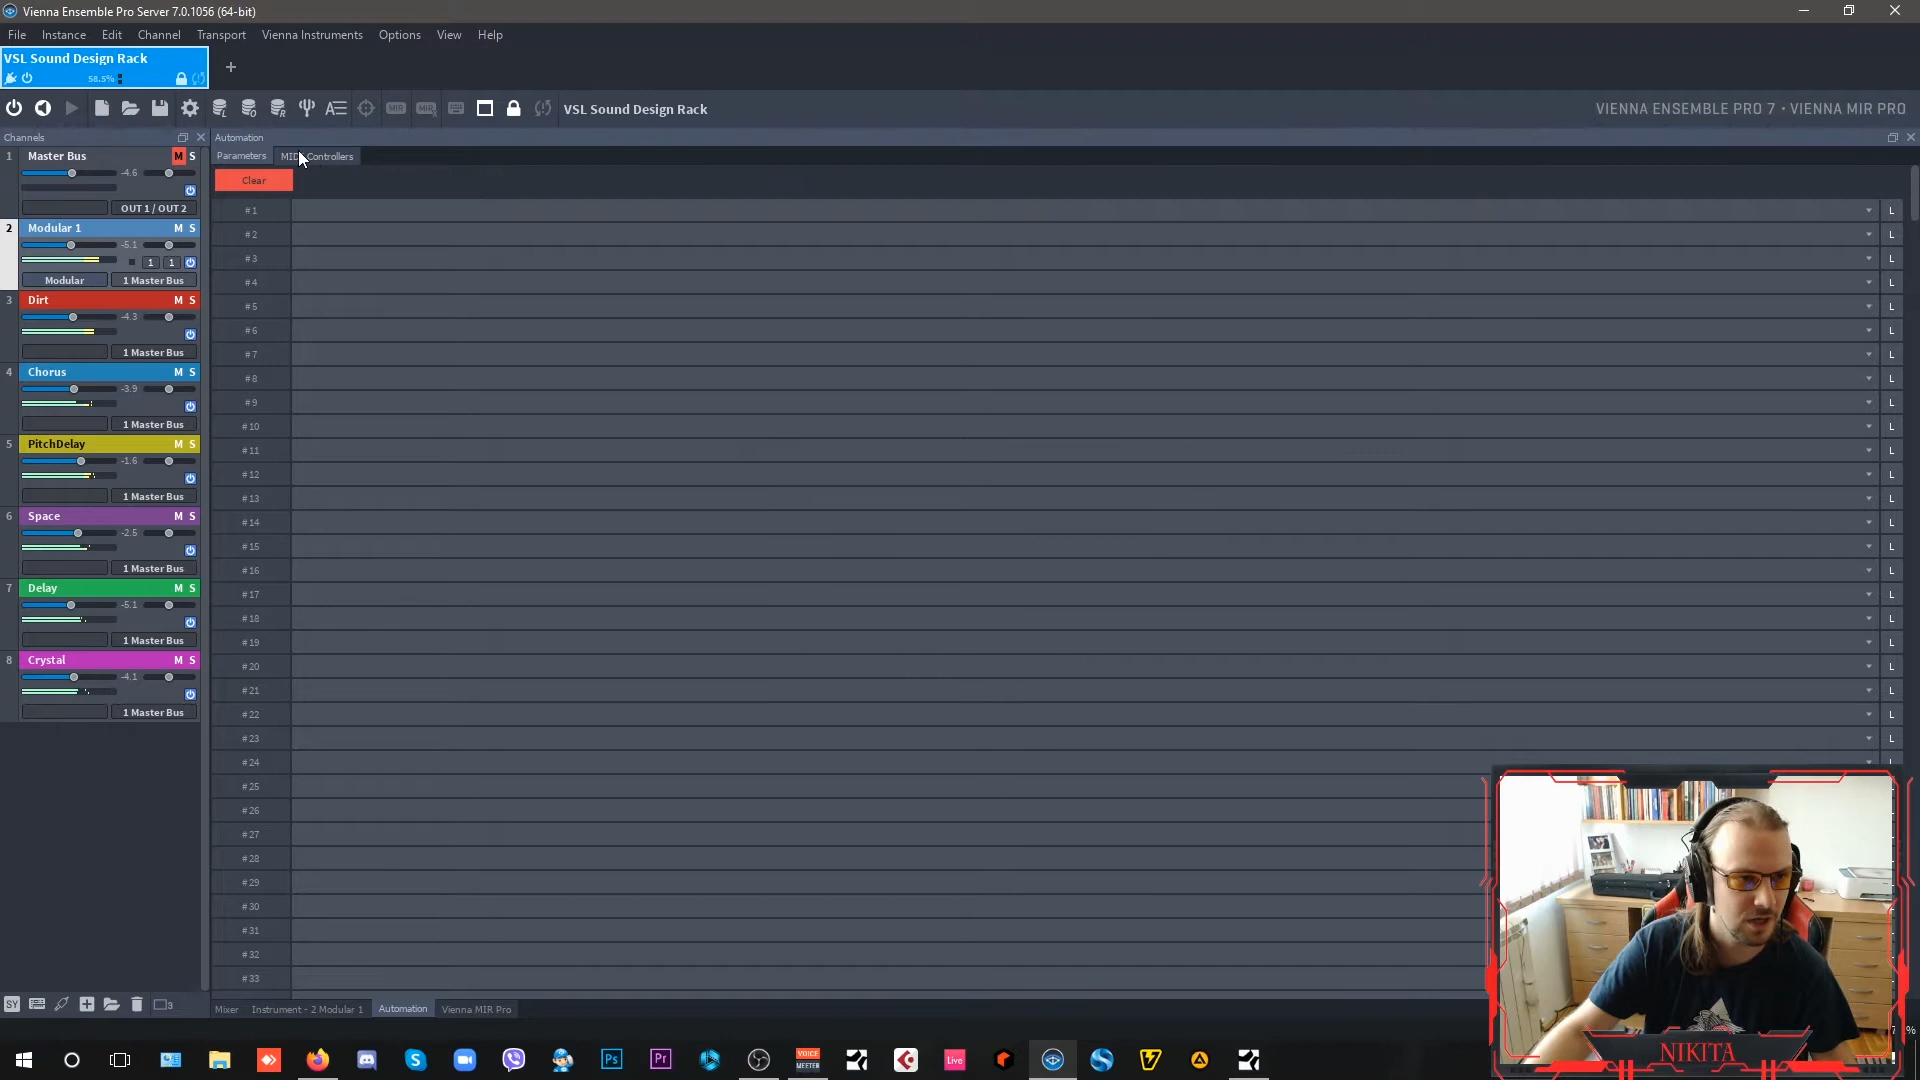 Vienna Ensemble Pro Server 7.0.1056 (64-bit)
File Instance Edit Channel Transport Vienna Instruments Options View Help
VSL Sound Design Rack
58.5%
VSL Sound Design Rack
VIENNA ENSEMBLE PRO 7 • VIENNA MIR PRO
Channels
Automation
Parameters
Controllers
Clear
1 Master Bus M S
-4.6
OUT 1 / OUT 2
2 Modular 1 M S
-5.1
1 1
Modular 1 Master Bus
3 Dirt M S
-4.3
1 Master Bus
4 Chorus M S
-3.9
1 Master Bus
5 PitchDelay M S
-1.6
1 Master Bus
6 Space M S
-2.5
1 Master Bus
7 Delay M S
-5.1
1 Master Bus
8 Crystal M S
-4.1
1 Master Bus
#1 L
#2 L
#3 L
#4 L
#5 L
#6 L
#7 L
#8 L
#9 L
#10 L
#11 L
#12 L
#13 L
#14 L
#15 L
#16 L
#17 L
#18 L
#19 L
#20 L
#21 L
#22 L
#23 L
#24
#25
#26
#27
#28
#29
#30
#31
#32
#33
SY
3
Mixer Instrument - 2 Modular 1 Automation Vienna MIR Pro
NIKITA
Ps
Pr
VOICE
MEETER
Live